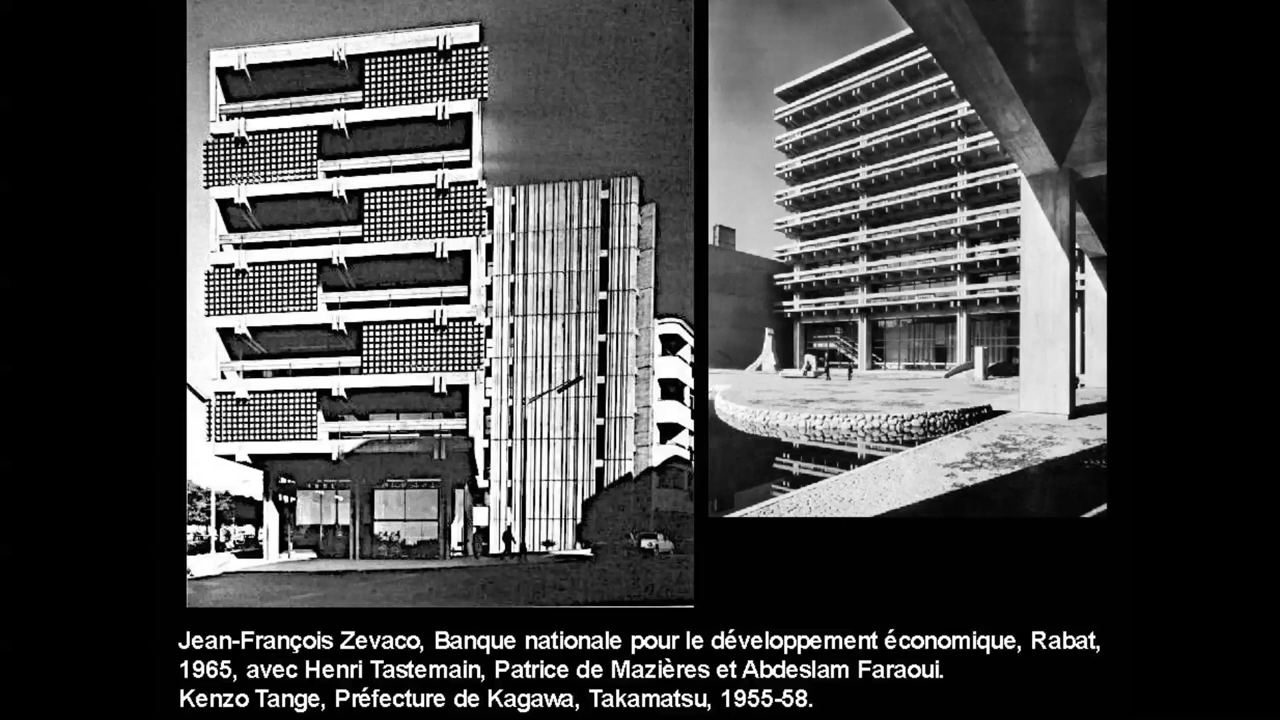 Jean-François Zevaco, Banque nationale pour le développement économique, Rabat,
1965, avec Henri Tastemain, Patrice de Mazières et Abdeslam Faraoui.
Kenzo Tange, Préfecture de Kagawa, Takamatsu, 1955-58.